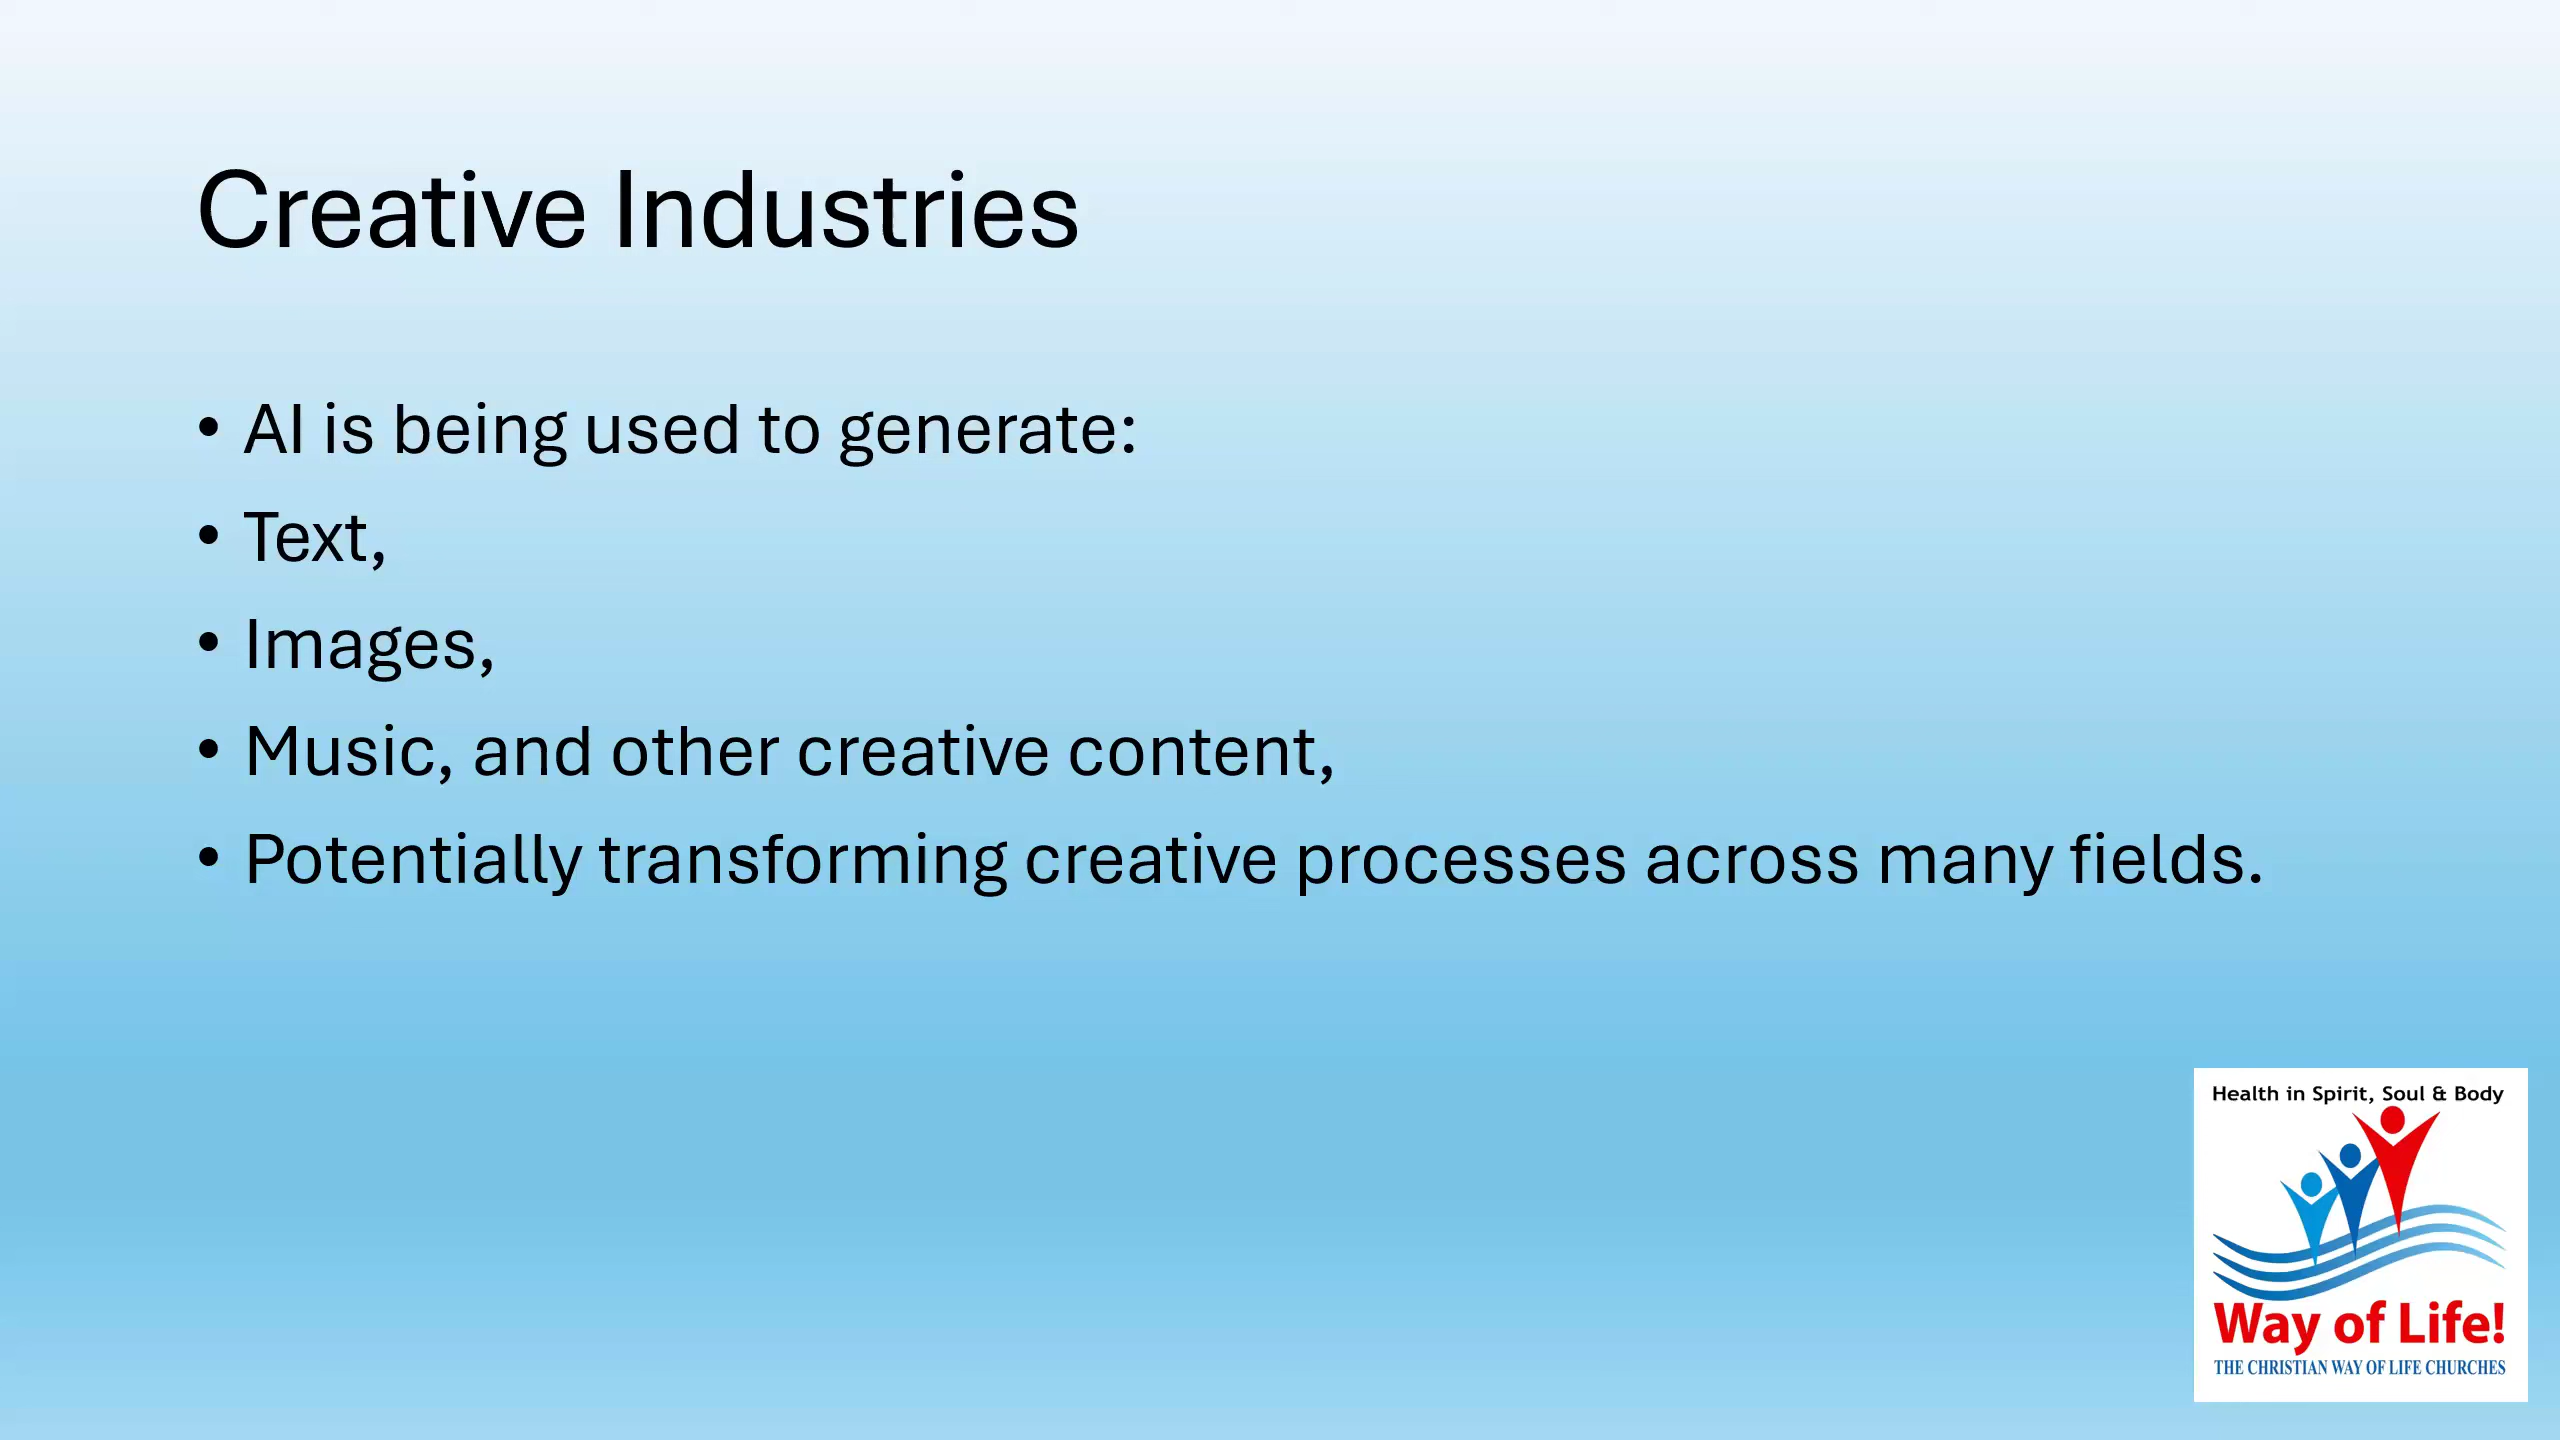 Creative Industries
• AI is being used to generate:
• Text,
• Images,
• Music, and other creative content,
• Potentially transforming creative processes across many fields.
Health in Spirit, Soul & Body
Way of Life!
THE CHRISTIAN WAY OF LIFE CHURCHES